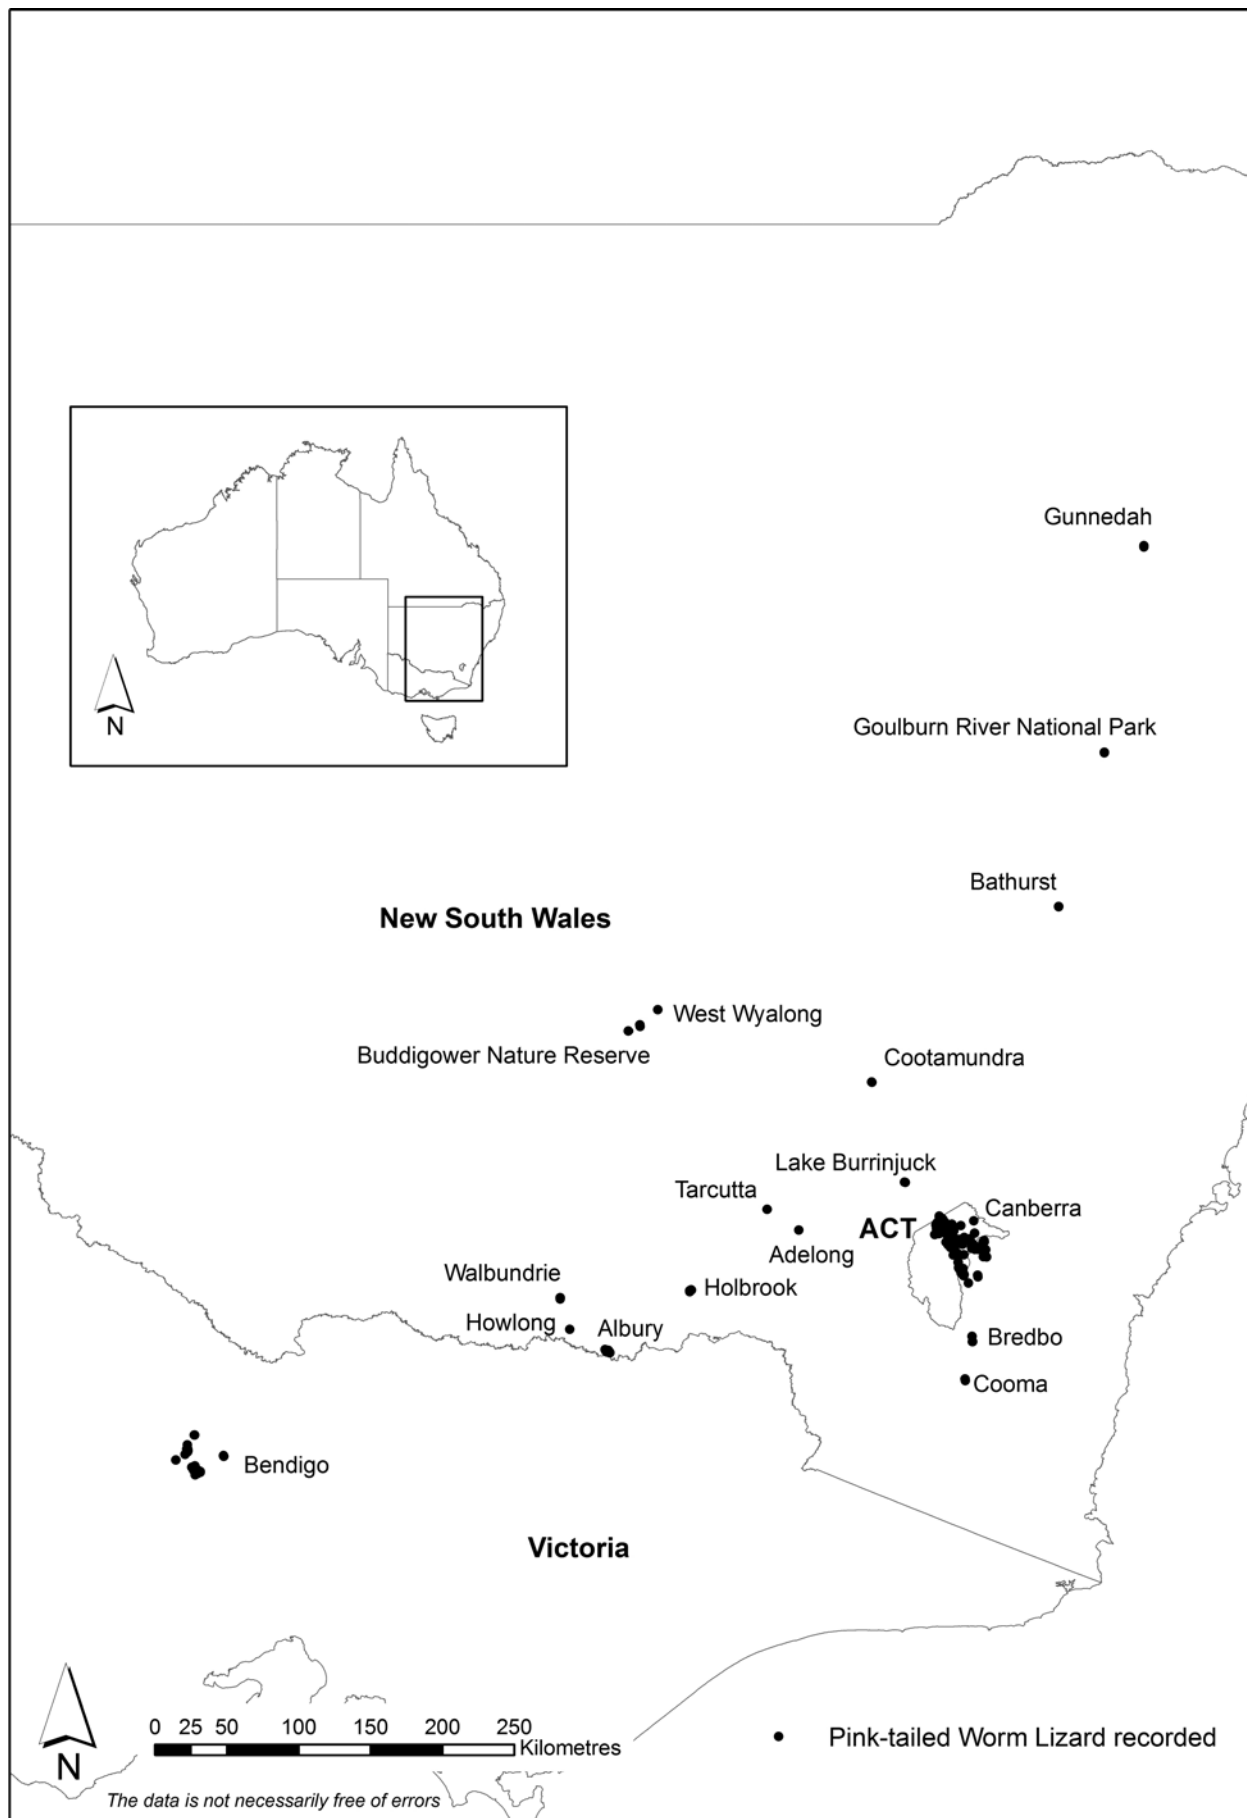 Gunnedah
N
Goulburn River National Park
Bathurst
New South Wales
West Wyalong
Buddigower Nature Reserve
Cootamundra
Lake Burrinjuck
Tarcutta
Canberra
ACT
Adelong
Walbundrie
Holbrook
Howlong
Albury
Bredbo
Cooma
Bendigo
Victoria
N
0 25 50 100 150 200 250
Kilometres
Pink-tailed Worm Lizard recorded
The data is not necessarily free of errors